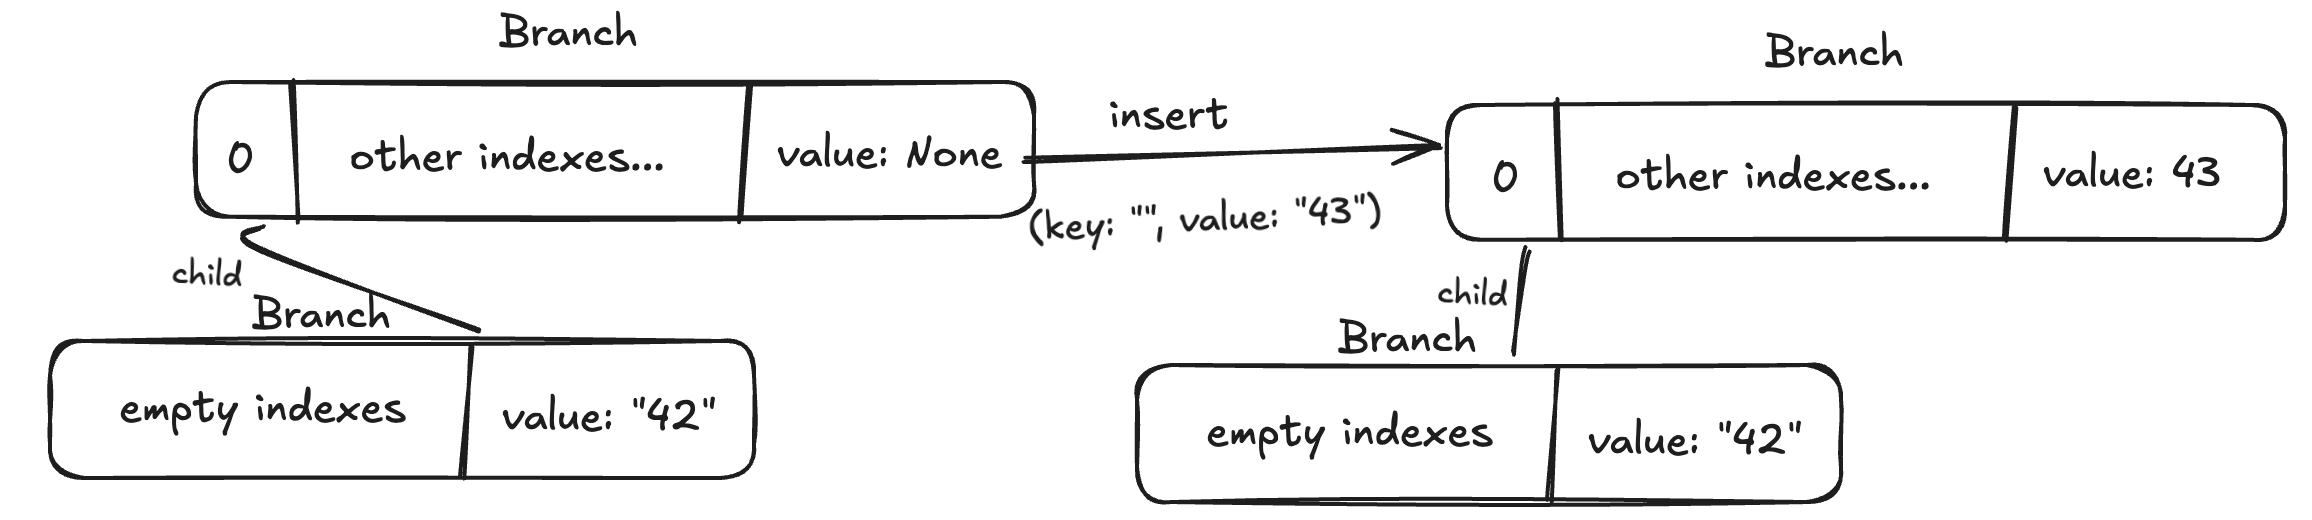 Branch
0
other indexes...
value: None
child
Branch
empty indexes
value: "42"
insert
(key: "", value: "43")
Branch
0
other indexes...
value: 43
child
Branch
empty indexes
value: "42"